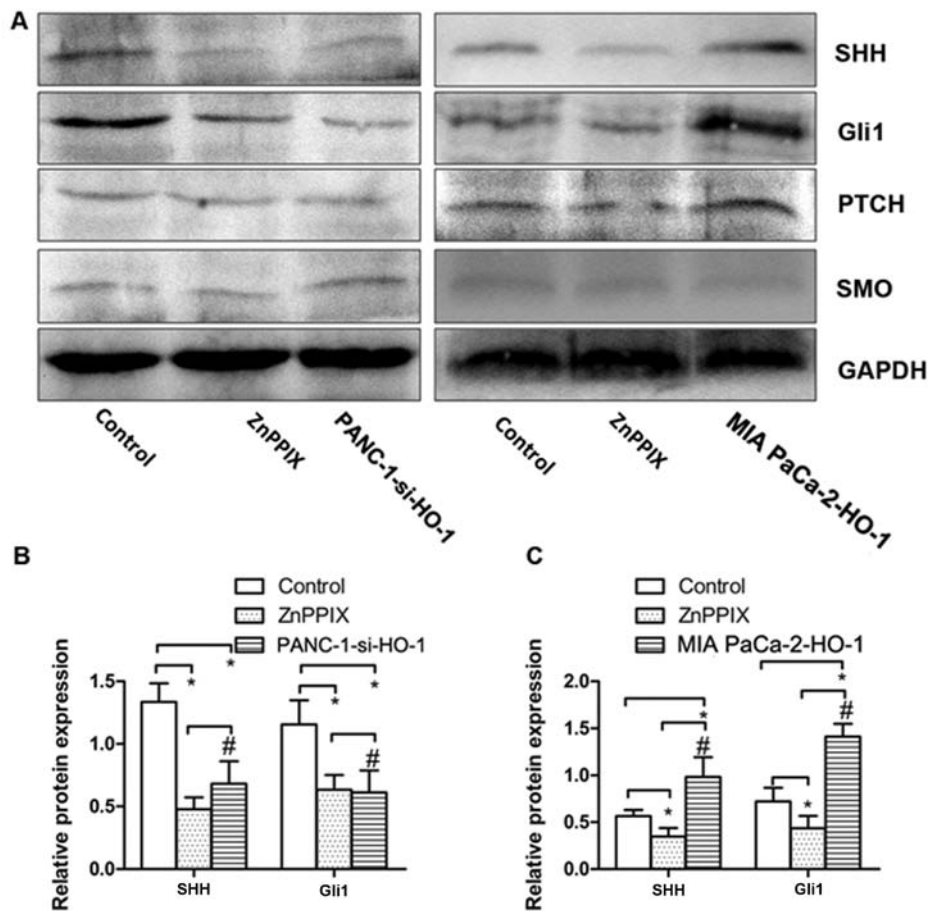 A
SHH
Gli1
PTCH
SMO
GAPDH
Control
ZnPPIX
PANC-1-si-HO-1
Control
ZnPPIX
MIA PaCa-2-HO-1
B
Control
ZnPPIX
PANC-1-si-HO-1
Relative protein expression
1.5
1.0
0.5
0.0
* * # * * #
SHH
Gli1
C
Control
ZnPPIX
MIA PaCa-2-HO-1
Relative protein expression
2.0
1.5
1.0
0.5
0.0
* * # * * #
SHH
Gli1